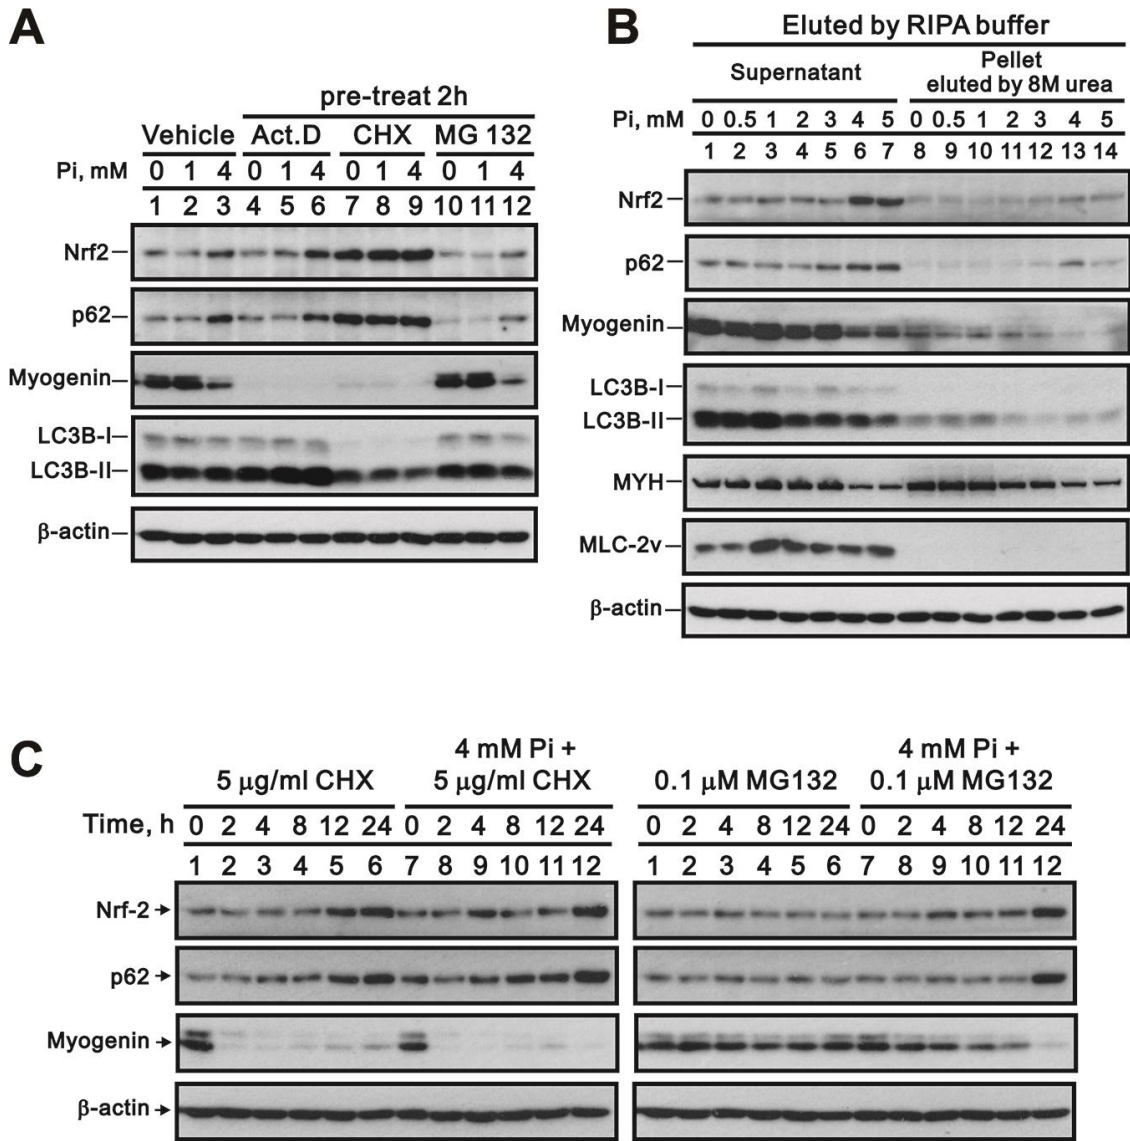 A
pre-treat 2h
Vehicle Act.D CHX MG 132
Pi, mM 0 1 4 0 1 4 0 1 4 0 1 4
1 2 3 4 5 6 7 8 9 10 11 12
Nrf2
p62
Myogenin
LC3B-I
LC3B-II
β-actin
B
Eluted by RIPA buffer
Supernatant
Pellet
eluted by 8M urea
Pi, mM 0 0.5 1 2 3 4 5 0 0.5 1 2 3 4 5
1 2 3 4 5 6 7 8 9 10 11 12 13 14
Nrf2
p62
Myogenin
LC3B-I
LC3B-II
MYH
MLC-2v
β-actin
C
5 μg/ml CHX
4 mM Pi +
5 μg/ml CHX
0.1 μM MG132
4 mM Pi +
0.1 μM MG132
Time, h 0 2 4 8 12 24 0 2 4 8 12 24 0 2 4 8 12 24 0 2 4 8 12 24
1 2 3 4 5 6 7 8 9 10 11 12 1 2 3 4 5 6 7 8 9 10 11 12
Nrf-2
p62
Myogenin
β-actin